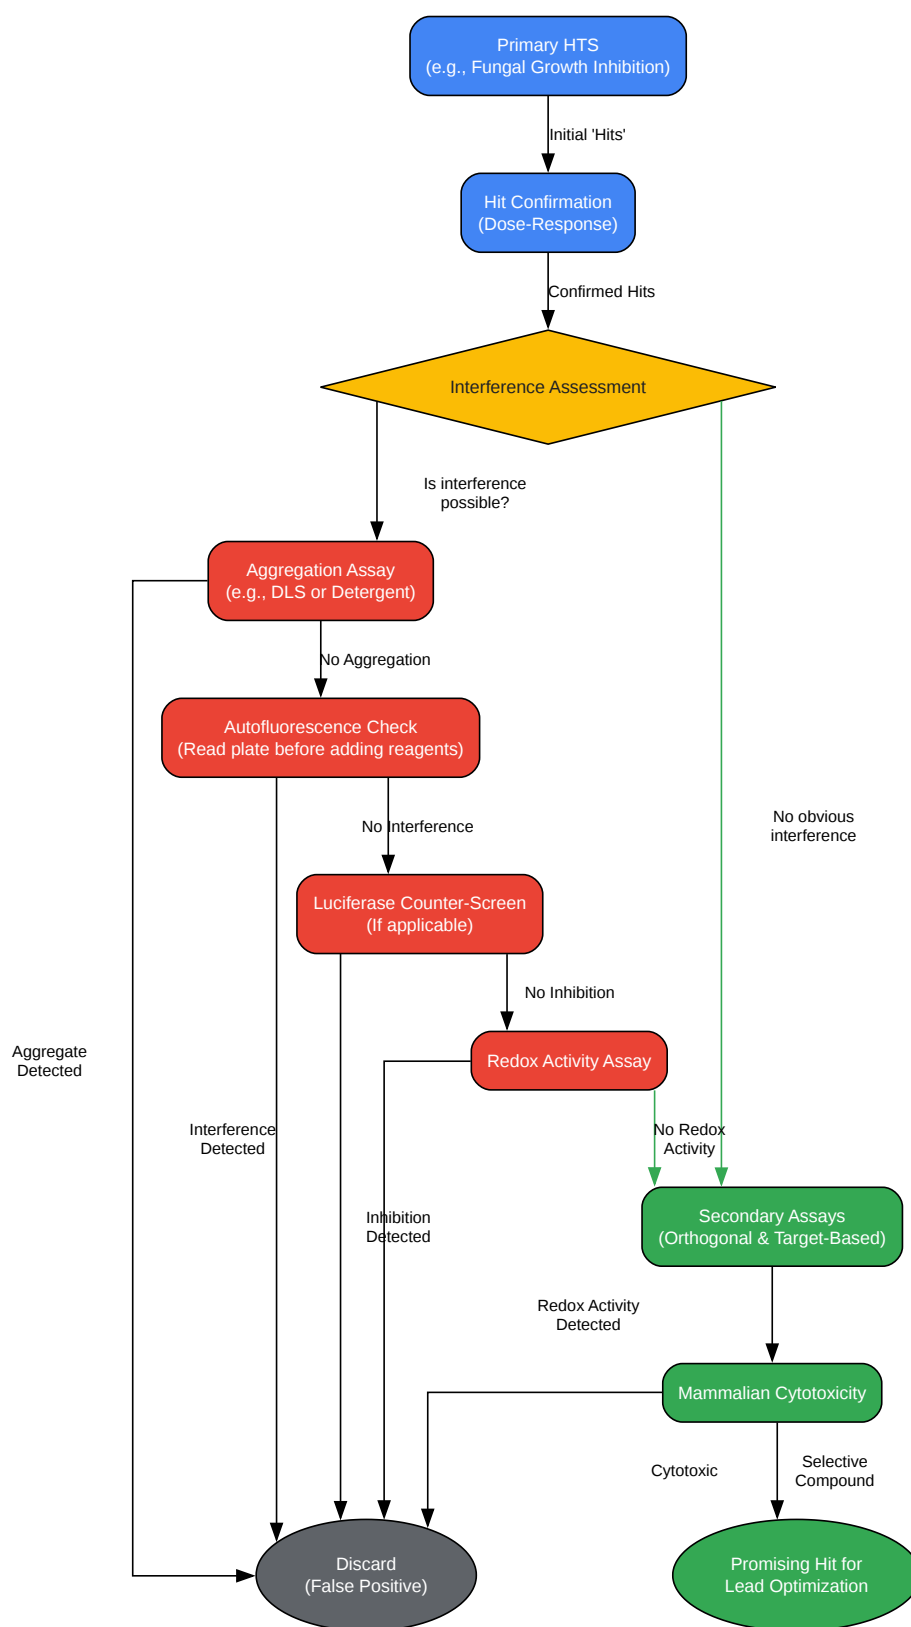 Primary HTS
(e.g., Fungal Growth Inhibition)
Initial 'Hits'
Hit Confirmation
(Dose-Response)
Confirmed Hits
Interference Assessment
Is interference
possible?
Aggregation Assay
(e.g., DLS or Detergent)
No Aggregation
Autofluorescence Check
(Read plate before adding reagents)
No obvious
interference
No Interference
Luciferase Counter-Screen
(If applicable)
No Inhibition
Aggregate
Detected
Redox Activity Assay
Interference
Detected
No Redox
Activity
Inhibition
Detected
Secondary Assays
(Orthogonal & Target-Based)
Redox Activity
Detected
Mammalian Cytotoxicity
Cytotoxic
Selective
Compound
Discard
(False Positive)
Promising Hit for
Lead Optimization